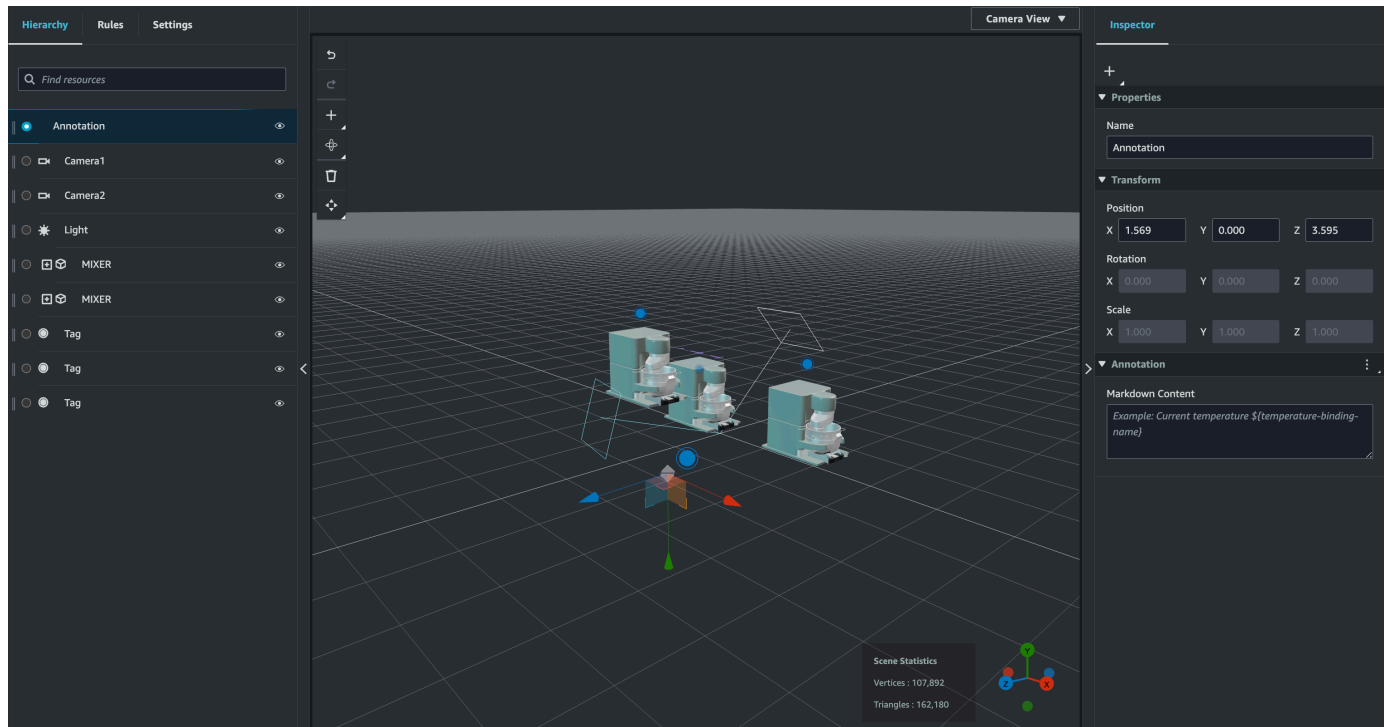 Hierarchy
Rules
Settings
Camera View
Inspector
Find resources
Annotation
Camera1
Camera2
Light
MIXER
MIXER
Tag
Tag
Tag
Properties
Name
Annotation
Transform
Position
X 1.569 Y 0.000 Z 3.595
Rotation
X 0.000 Y 0.000 Z 0.000
Scale
X 1.000 Y 1.000 Z 1.000
Annotation
Markdown Content
Example: Current temperature ${temperature-binding-
name}
Scene Statistics
Vertices : 107,892
Triangles : 162,180
Y
Z
X